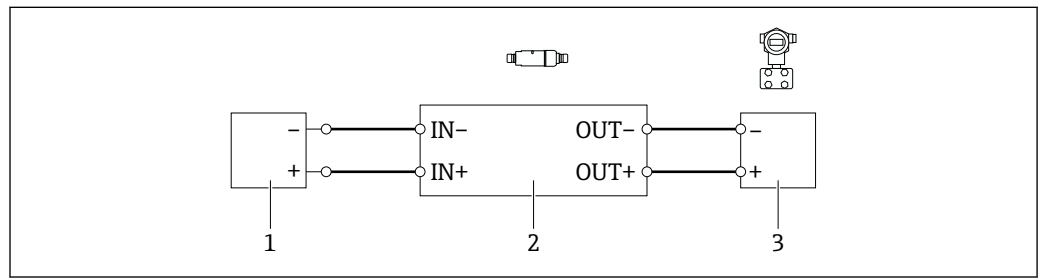 – IN– OUT– –
+ IN+ OUT+ +
1 2 3